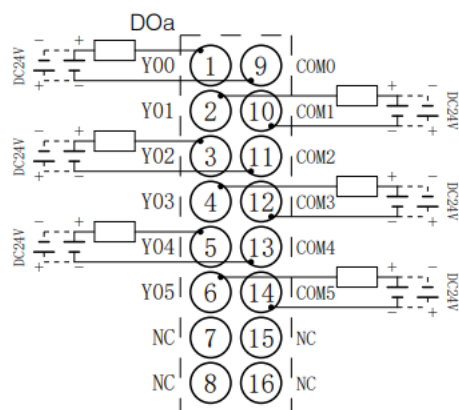 DOa
Y00 1 9 COM0
Y01 2 10 COM1
Y02 3 11 COM2
Y03 4 12 COM3
Y04 5 13 COM4
Y05 6 14 COM5
NC 7 15 NC
NC 8 16 NC
- + DC24V + -
- + DC24V + -
- + DC24V + -
+ - DC24V - +
+ - DC24V - +
+ - DC24V - +